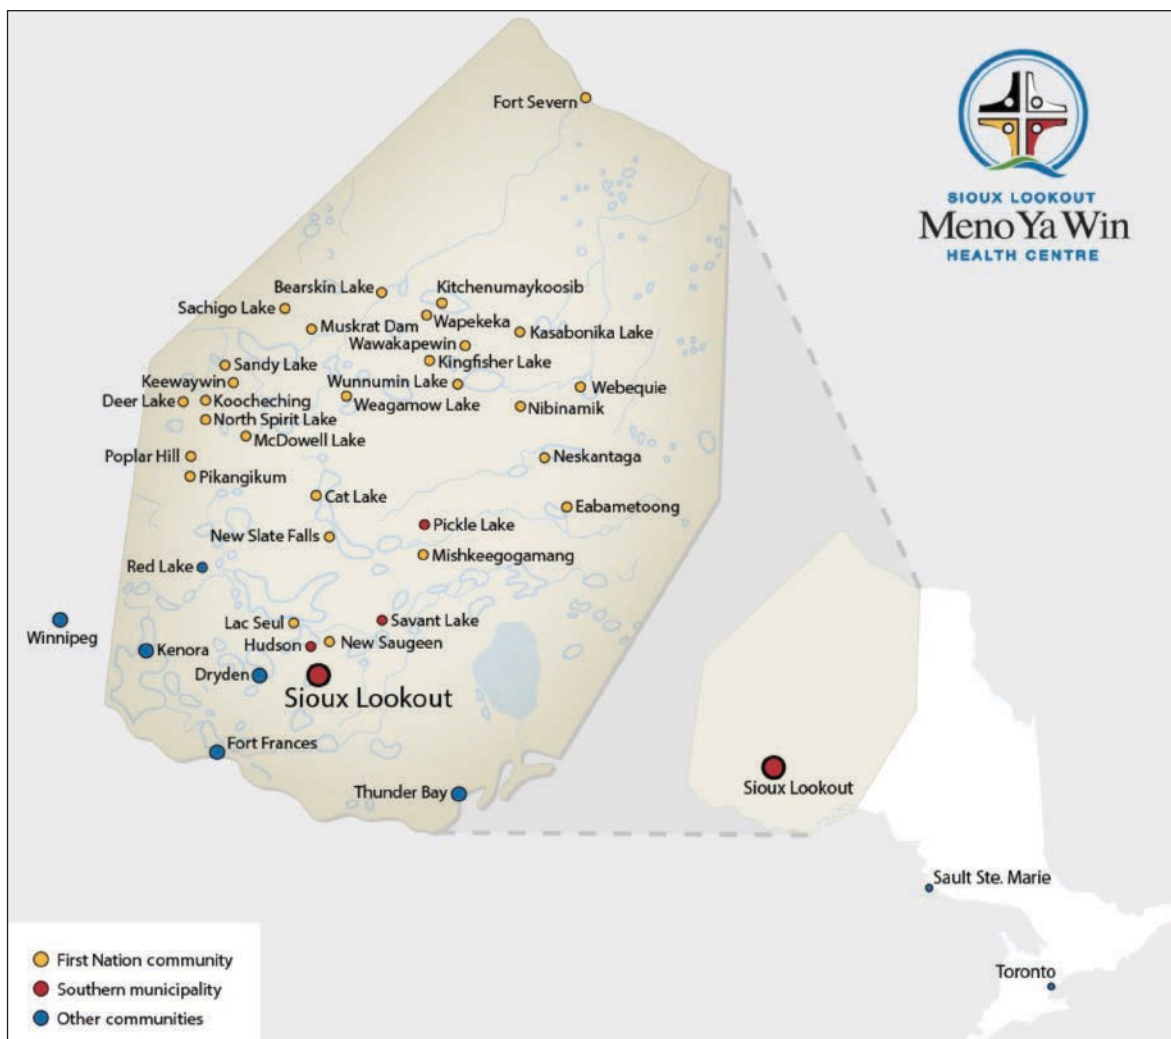 Fort Severn
SIOUX LOOKOUT
Meno Ya Win
HEALTH CENTRE
Bearskin Lake
Kitchenumaykoosib
Sachigo Lake
Wapekeka
Muskrat Dam
Kasabonika Lake
Wawakapewin
Kingfisher Lake
Sandy Lake
Keewaywin
Wunnumin Lake
Webequie
Deer Lake
Koocheching
Weagamow Lake
Nibinamik
North Spirit Lake
McDowell Lake
Poplar Hill
Neskantaga
Pikangikum
Cat Lake
Eabametoong
Pickle Lake
New Slate Falls
Mishkeegogamang
Red Lake
Lac Seul
Savant Lake
Winnipeg
Hudson
New Saugeen
Kenora
Dryden
Sioux Lookout
Fort Frances
Thunder Bay
Sioux Lookout
Sault Ste. Marie
Toronto
First Nation community
Southern municipality
Other communities